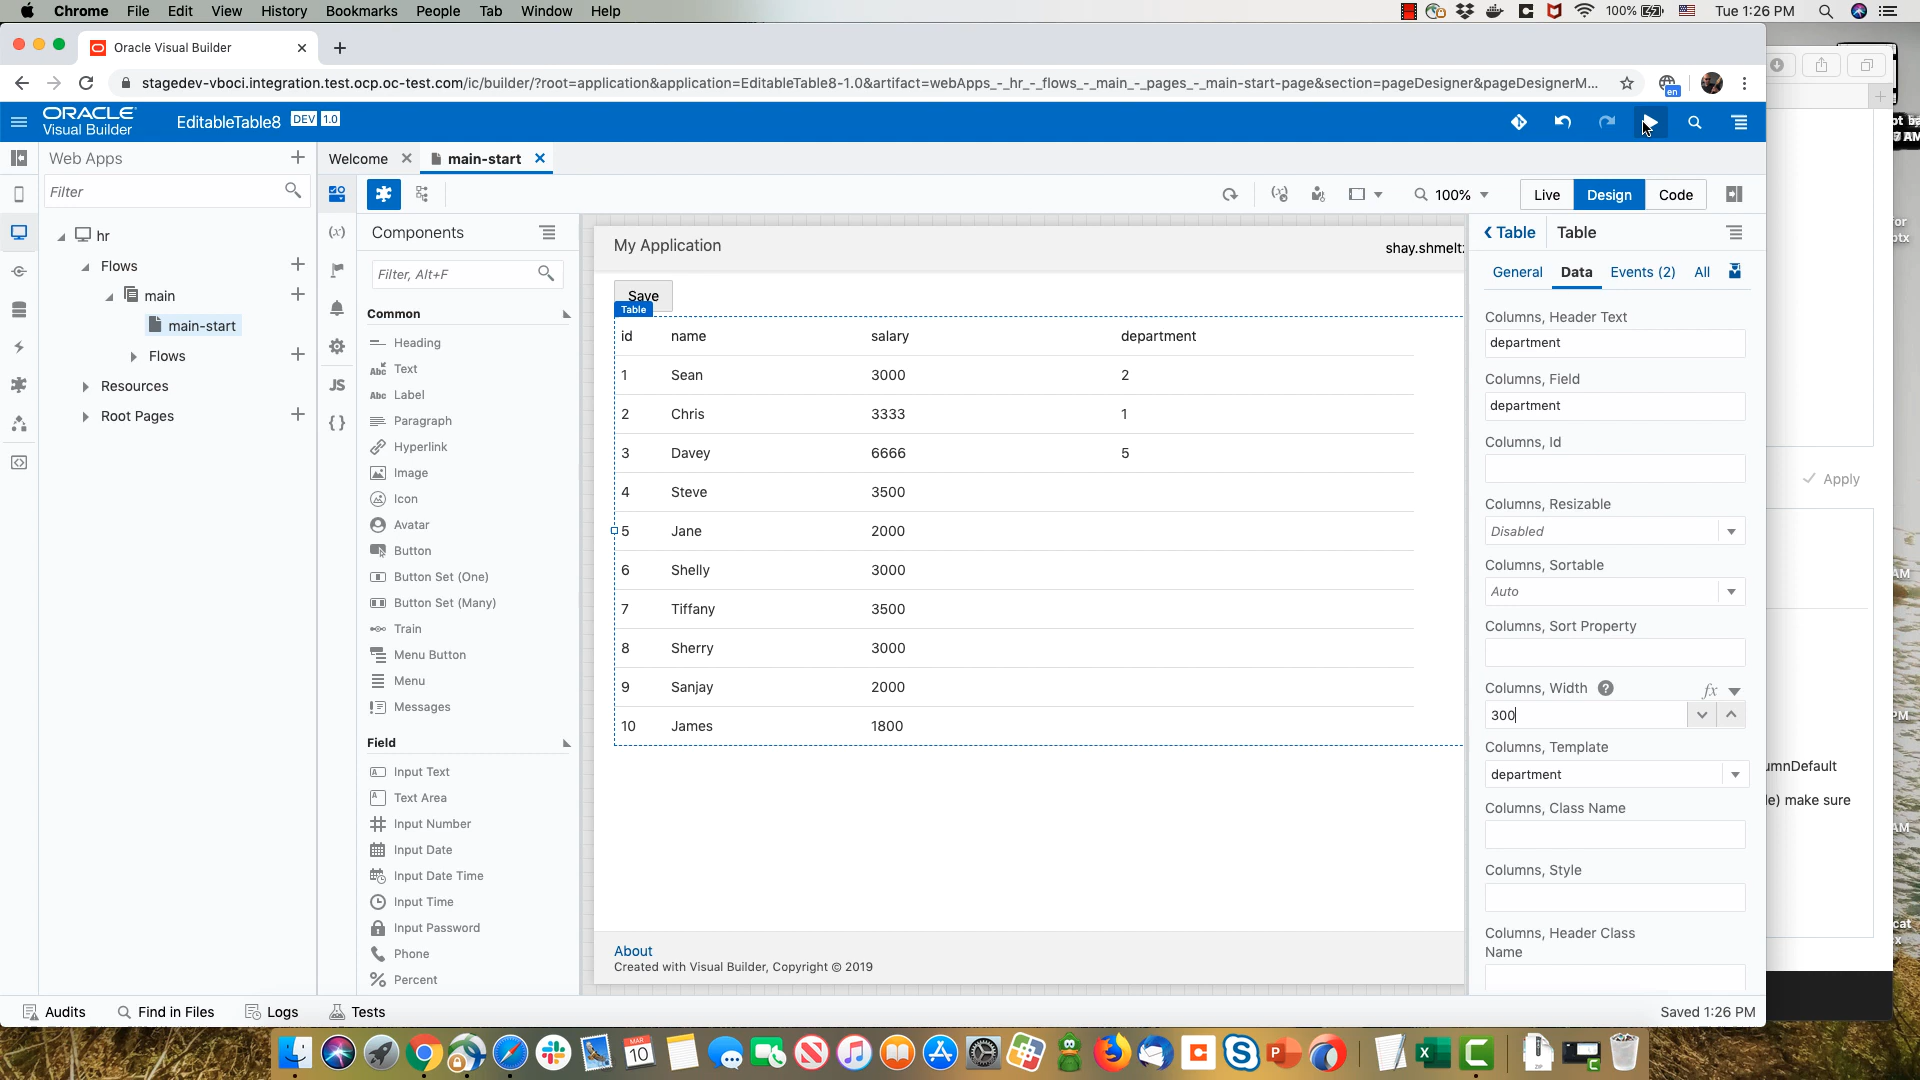 Chrome File Edit View History Bookmarks People Tab Window Help 100% Tue 1:26 PM
Oracle Visual Builder
stagedev-vboci.integration.test.ocp.oc-test.com/ic/builder/?root=application&application=EditableTable8-1.0&artifact=webApps_-_hr_-_flows_-_main_-_pages_-_main-start-page&section=pageDesigner&pageDesignerM...
en
ORACLE
Visual Builder
EditableTable8 DEV 1.0
Web Apps
Filter
hr
Flows
main
main-start
Flows
Resources
Root Pages
Welcome
main-start
100%
Live Design Code
Components
Filter, Alt+F
Common
Heading
Abc Text
Abc Label
Paragraph
Hyperlink
Image
Icon
Avatar
Button
Button Set (One)
Button Set (Many)
Train
Menu Button
Menu
Messages
Field
Input Text
Text Area
Input Number
Input Date
Input Date Time
Input Time
Input Password
Phone
Percent
(x)
JS
{ }
My Application
shay.shmeltz
Save
Table
id name salary department
1 Sean 3000 2
2 Chris 3333 1
3 Davey 6666 5
4 Steve 3500
5 Jane 2000
6 Shelly 3000
7 Tiffany 3500
8 Sherry 3000
9 Sanjay 2000
10 James 1800
About
Created with Visual Builder, Copyright © 2019
Table
Table
General Data Events (2) All
Columns, Header Text
department
Columns, Field
department
Columns, Id
Columns, Resizable
Disabled
Columns, Sortable
Auto
Columns, Sort Property
Columns, Width
fx
300
Columns, Template
department
Columns, Class Name
Columns, Style
Columns, Header Class
Name
Apply
umnDefault
le) make sure
Audits Find in Files Logs Tests
Saved 1:26 PM
MAR
10